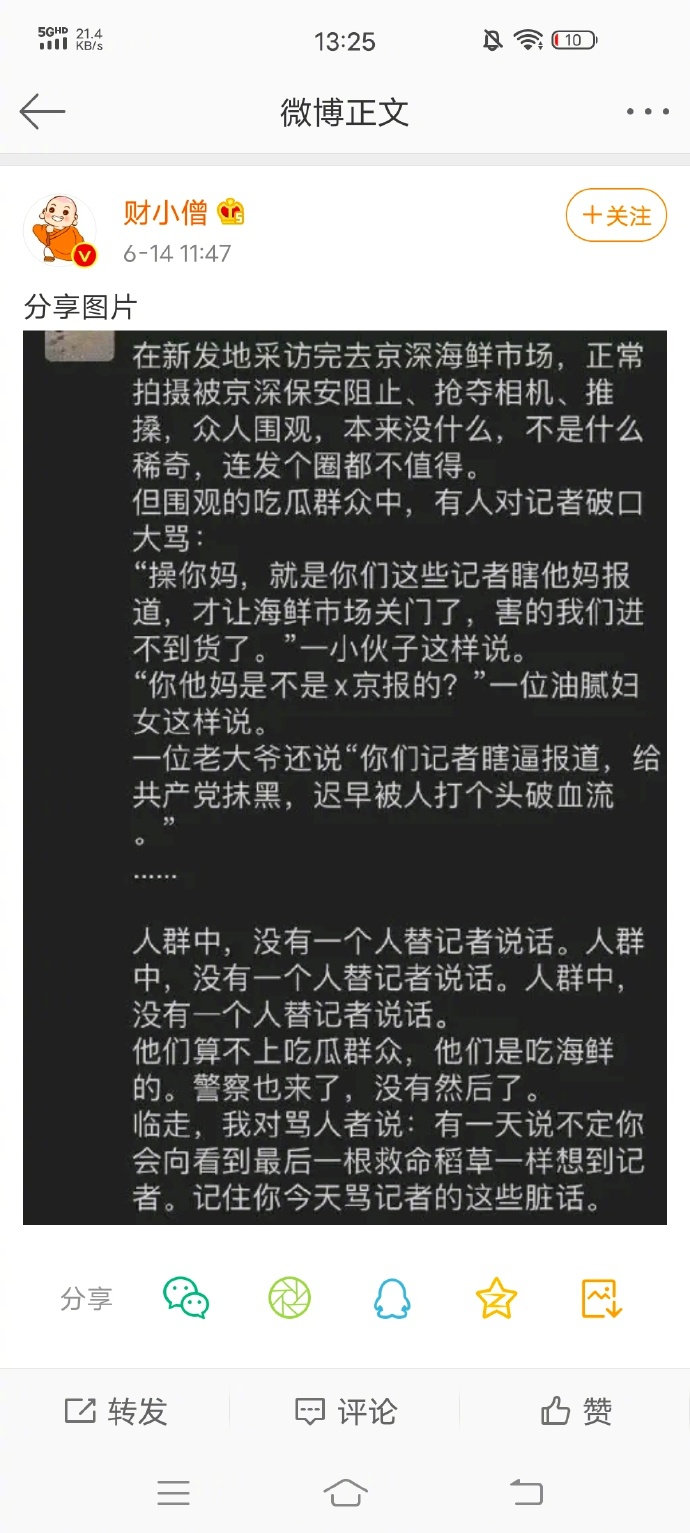 5GHD 21.4 KB/s 13:25 10
微博正文
财小僧
6-14 11:47
+关注
分享图片
在新发地采访完去京深海鲜市场，正常
拍摄被京深保安阻止、抢夺相机、推
搡，众人围观，本来没什么，不是什么
稀奇，连发个圈都不值得。
但围观的吃瓜群众中，有人对记者破口
大骂：
“操你妈，就是你们这些记者瞎他妈报
道，才让海鲜市场关门了，害的我们进
不到货了。”一小伙子这样说。
“你他妈是不是x京报的？”一位油腻妇
女这样说。
一位老大爷还说“你们记者瞎逼报道，给
共产党抹黑，迟早被人打个头破血流
。”
......
人群中，没有一个人替记者说话。人群
中，没有一个人替记者说话。人群中，
没有一个人替记者说话。
他们算不上吃瓜群众，他们是吃海鲜
的。警察也来了，没有然后了。
临走，我对骂人者说：有一天说不定你
会向看到最后一根救命稻草一样想到记
者。记住你今天骂记者的这些脏话。
分享
转发 评论 赞